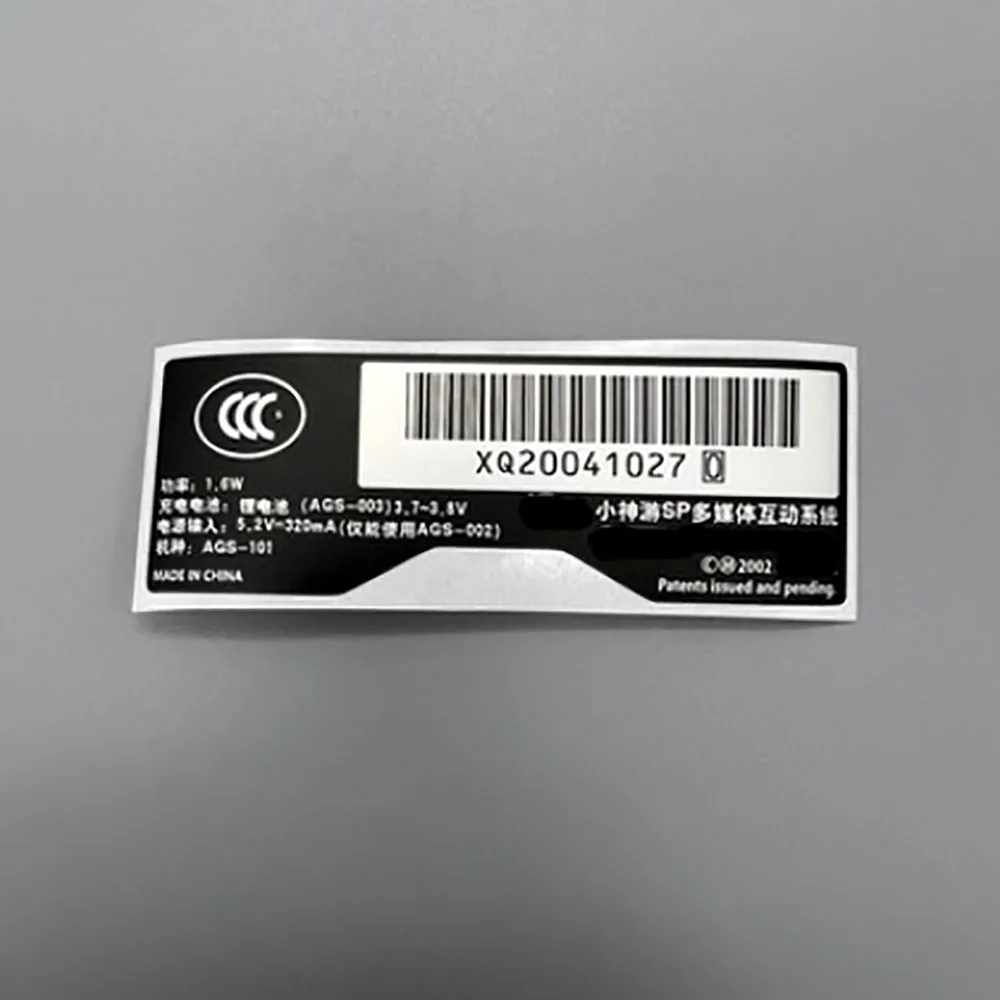 CCC
XQ20041027 0
功率：1.6W
充电电池：锂电池 (AGS-003)3.7-3.8V
电源输入：5.2V=320mA(仅能使用AGS-002)
机种：AGS-101
MADE IN CHINA
小神游SP多媒体互动系统
©Ⓜ2002
Patents issued and pending.